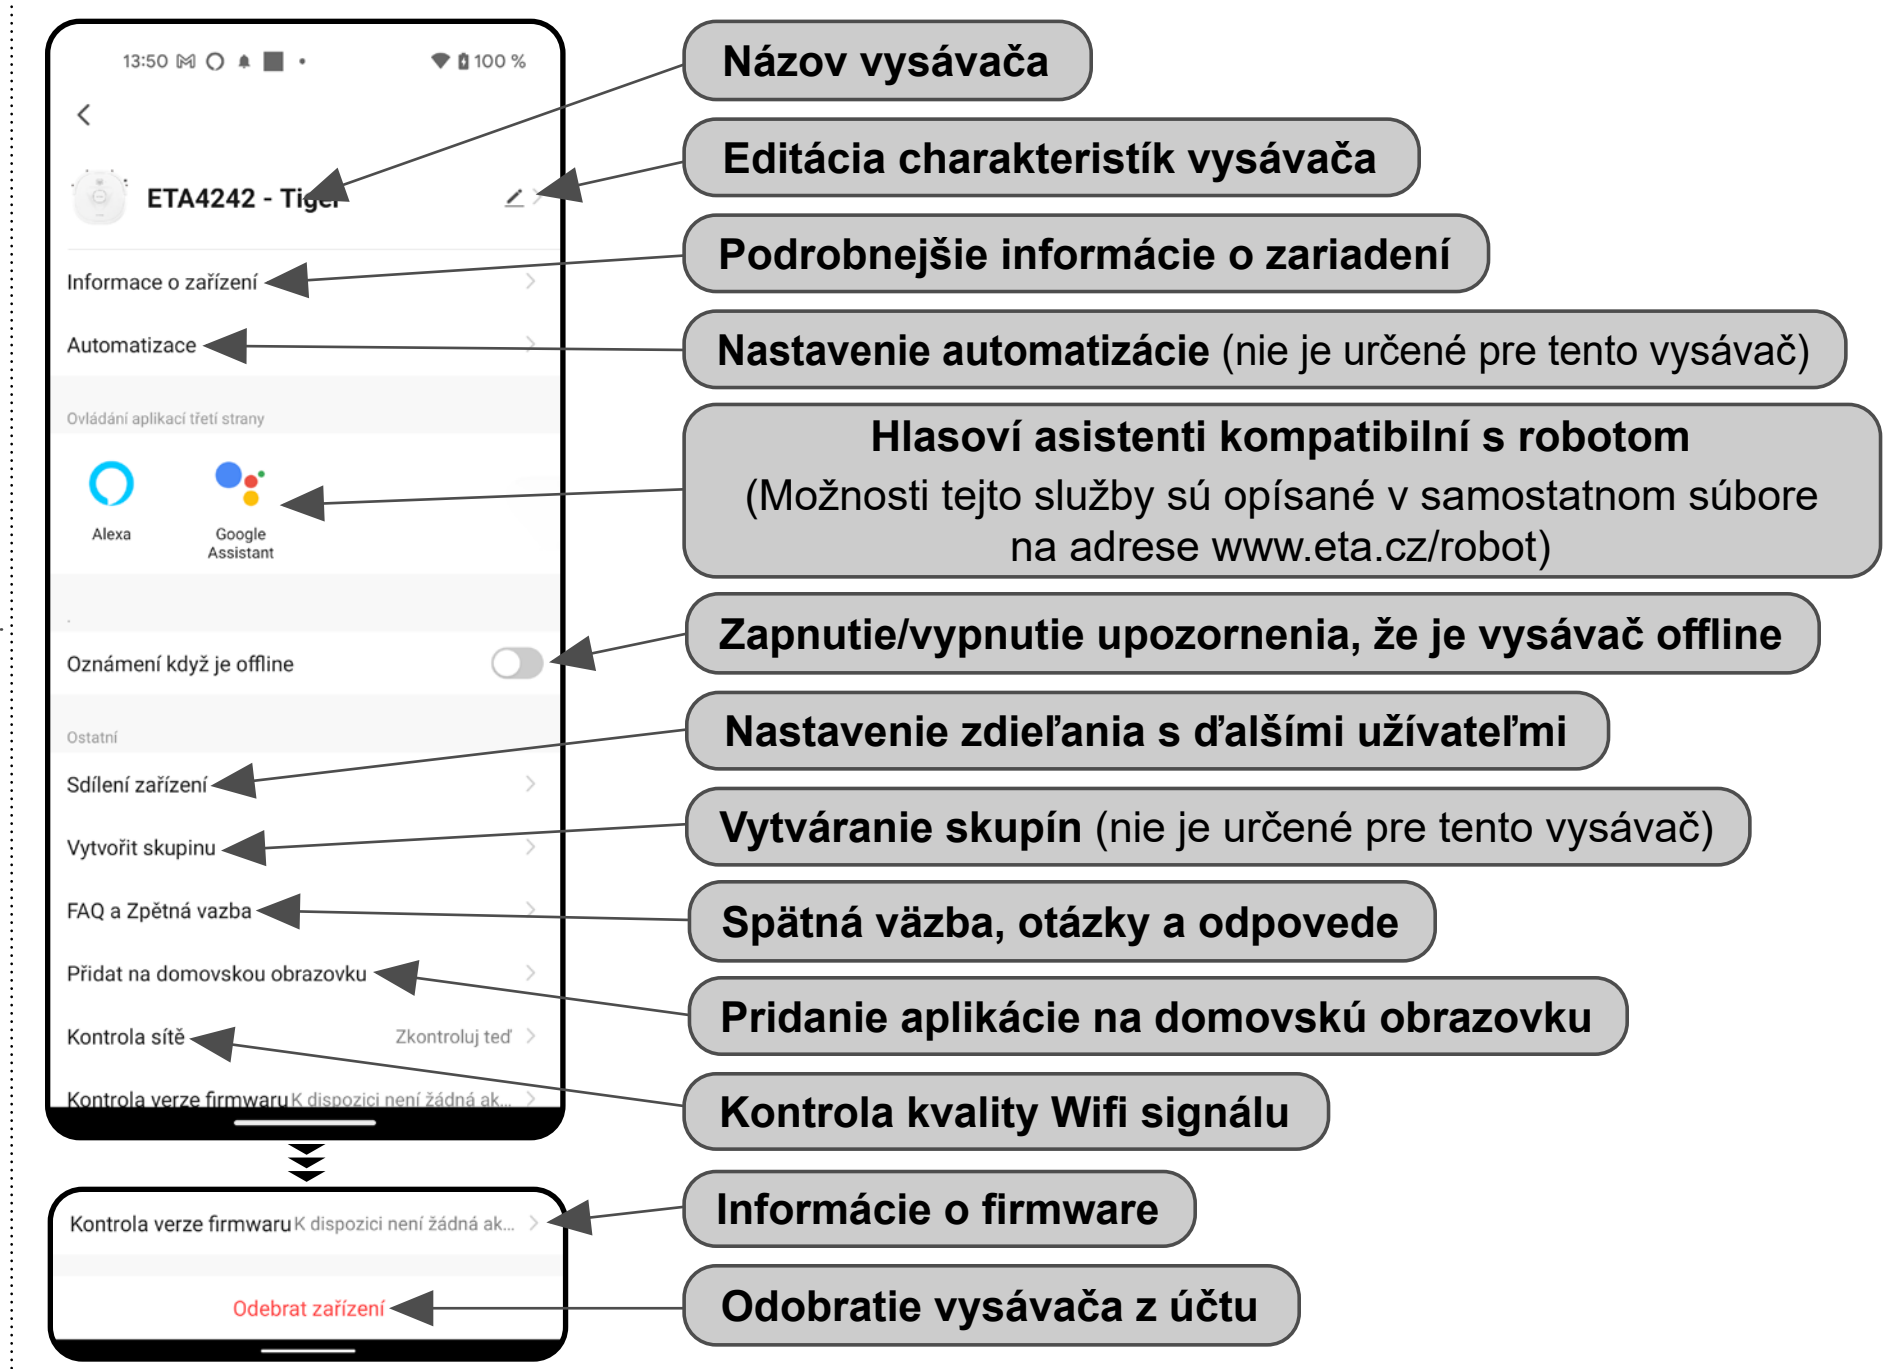 13:50 100 %
Názov vysávača
Editácia charakteristík vysávača
ETA4242 - Tiger
Podrobnejšie informácie o zariadení
Informace o zařízení
Nastavenie automatizácie (nie je určené pre tento vysávač)
Automatizace
Ovládání aplikací třetí strany
Hlasoví asistenti kompatibilní s robotom
(Možnosti tejto služby sú opísané v samostatnom súbore
na adrese www.eta.cz/robot)
Alexa
Google
Assistant
Zapnutie/vypnutie upozornenia, že je vysávač offline
Oznámení když je offline
Ostatní
Nastavenie zdieľania s ďalšími užívateľmi
Sdílení zařízení
Vytváranie skupín (nie je určené pre tento vysávač)
Vytvořit skupinu
Spätná väzba, otázky a odpovede
FAQ a Zpětná vazba
Přidat na domovskou obrazovku
Pridanie aplikácie na domovskú obrazovku
Kontrola sítě Zkontroluj teď
Kontrola kvality Wifi signálu
Kontrola verze firmwaru K dispozici není žádná ak...
Informácie o firmware
Kontrola verze firmwaru K dispozici není žádná ak...
Odobratie vysávača z účtu
Odebrat zařízení